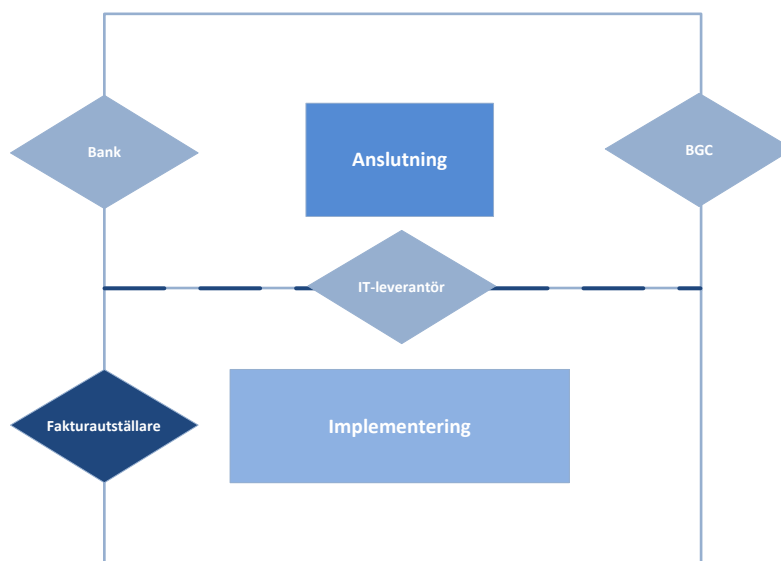 Bank
Anslutning
BGC
IT-leverantör
Fakturautställare
Implementering